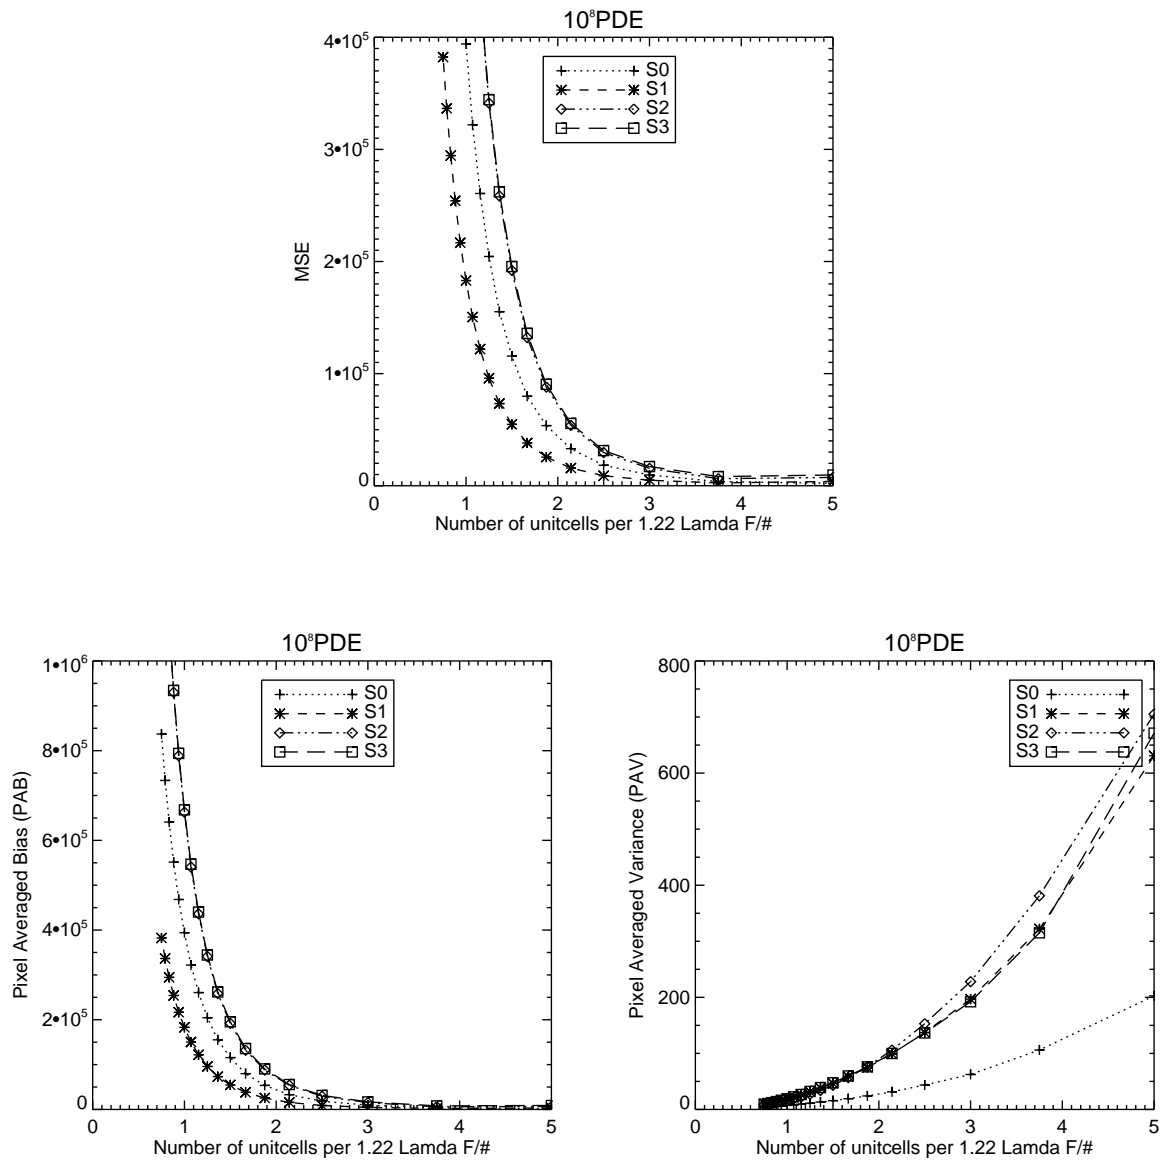 10⁸PDE
4•10⁵
3•10⁵
2•10⁵
1•10⁵
0
MSE
S0
S1
S2
S3
0 1 2 3 4 5
Number of unitcells per 1.22 Lamda F/#
10⁸PDE
1•10⁶
8•10⁵
6•10⁵
4•10⁵
2•10⁵
0
Pixel Averaged Bias (PAB)
S0
S1
S2
S3
0 1 2 3 4 5
Number of unitcells per 1.22 Lamda F/#
10⁸PDE
800
600
400
200
0
Pixel Averaged Variance (PAV)
S0
S1
S2
S3
0 1 2 3 4 5
Number of unitcells per 1.22 Lamda F/#